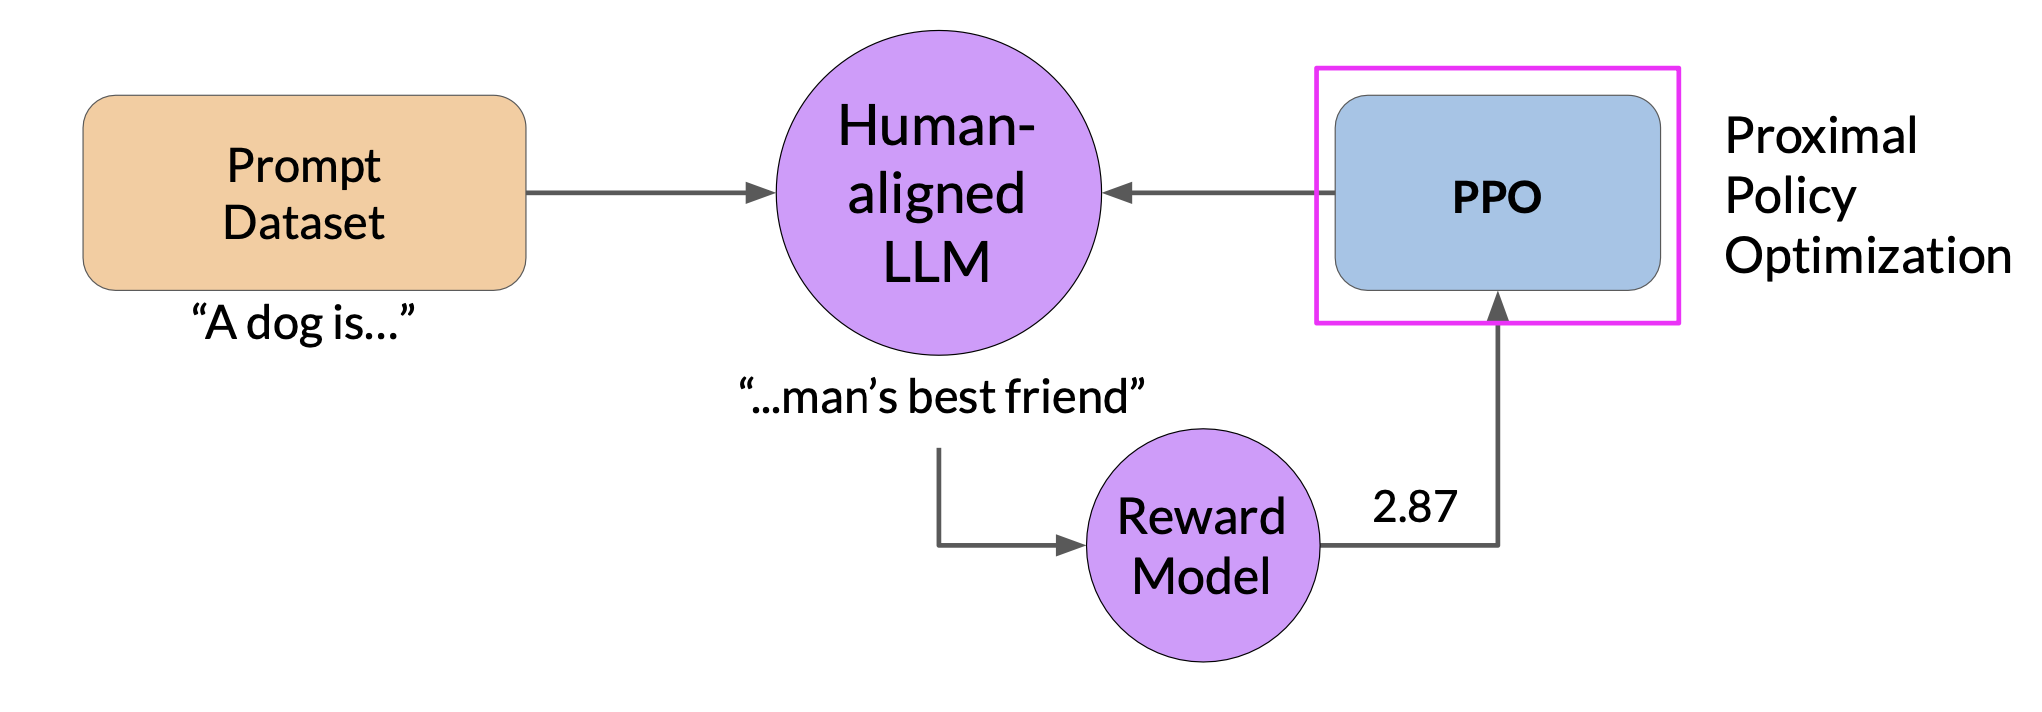 Prompt
Dataset
“A dog is...”
Human-
aligned
LLM
“...man’s best friend”
Reward
Model
2.87
PPO
Proximal
Policy
Optimization